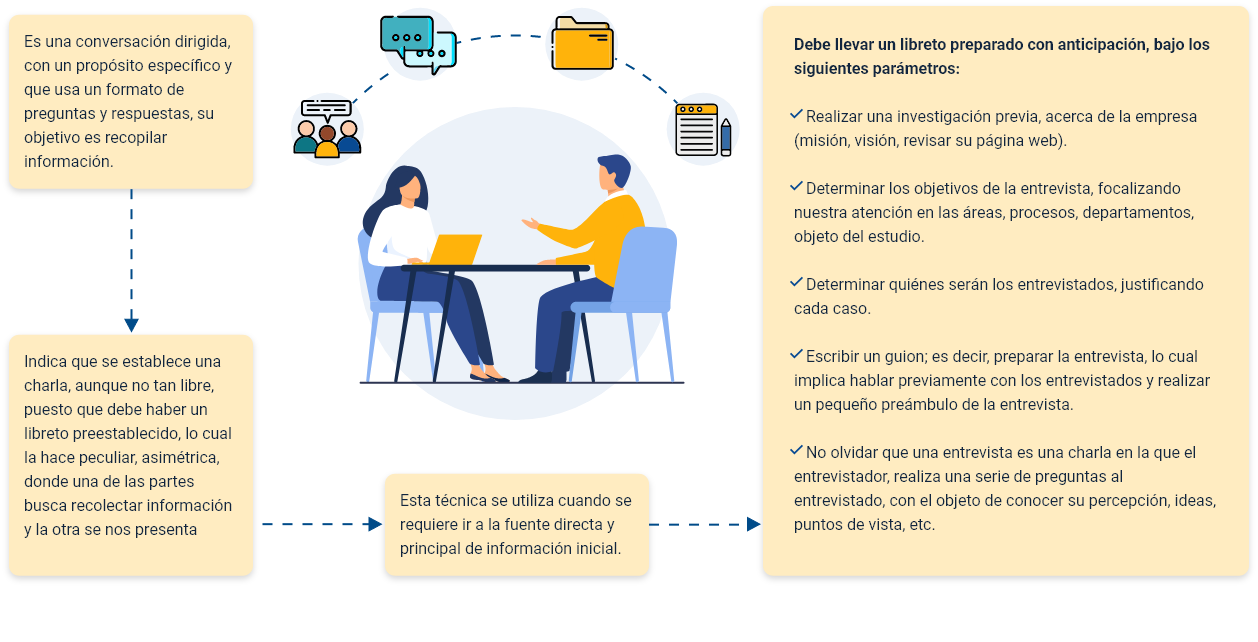 Es una conversación dirigida,
con un propósito específico y
que usa un formato de
preguntas y respuestas, su
objetivo es recopilar
información.
Indica que se establece una
charla, aunque no tan libre,
puesto que debe haber un
libreto preestablecido, lo cual
la hace peculiar, asimétrica,
donde una de las partes
busca recolectar información
y la otra se nos presenta
Esta técnica se utiliza cuando se
requiere ir a la fuente directa y
principal de información inicial.
Debe llevar un libreto preparado con anticipación, bajo los
siguientes parámetros:
Realizar una investigación previa, acerca de la empresa
(misión, visión, revisar su página web).
Determinar los objetivos de la entrevista, focalizando
nuestra atención en las áreas, procesos, departamentos,
objeto del estudio.
Determinar quiénes serán los entrevistados, justificando
cada caso.
Escribir un guion; es decir, preparar la entrevista, lo cual
implica hablar previamente con los entrevistados y realizar
un pequeño preámbulo de la entrevista.
No olvidar que una entrevista es una charla en la que el
entrevistador, realiza una serie de preguntas al
entrevistado, con el objeto de conocer su percepción, ideas,
puntos de vista, etc.